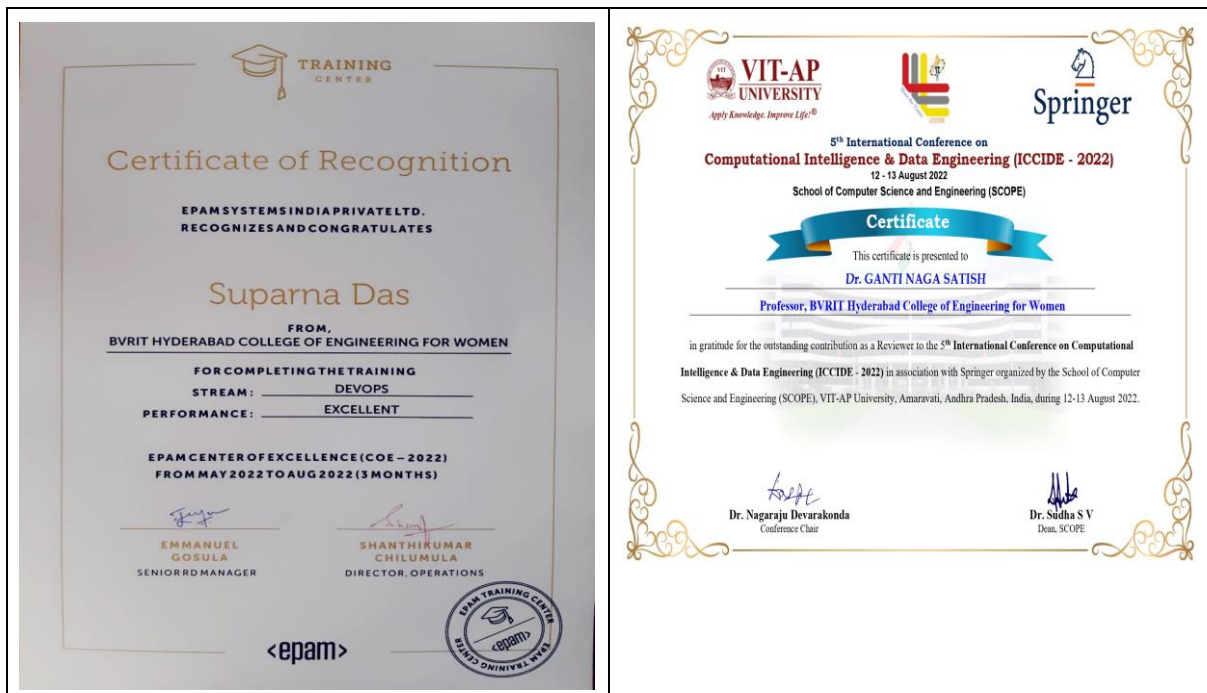 TRAINING
CENTER
Certificate of Recognition
EPAM SYSTEMS INDIA PRIVATE LTD.
RECOGNIZES AND CONGRATULATES
Suparna Das
FROM,
BVRIT HYDERABAD COLLEGE OF ENGINEERING FOR WOMEN
FOR COMPLETING THE TRAINING
STREAM: DEVOPS
PERFORMANCE: EXCELLENT
EPAM CENTER OF EXCELLENCE (COE – 2022)
FROM MAY 2022 TO AUG 2022 (3 MONTHS)
EMMANUEL
GOSULA
SENIOR RD MANAGER
SHANTHIKUMAR
CHILUMULA
DIRECTOR, OPERATIONS
<epam>
EPAM TRAINING CENTER
<epam>
EPAM TRAINING CENTER
VIT-AP
UNIVERSITY
Apply Knowledge. Improve Life!®
Springer
5th International Conference on
Computational Intelligence & Data Engineering (ICCIDE - 2022)
12 - 13 August 2022
School of Computer Science and Engineering (SCOPE)
Certificate
This certificate is presented to
Dr. GANTI NAGA SATISH
Professor, BVRIT Hyderabad College of Engineering for Women
in gratitude for the outstanding contribution as a Reviewer to the 5th International Conference on Computational
Intelligence & Data Engineering (ICCIDE - 2022) in association with Springer organized by the School of Computer
Science and Engineering (SCOPE), VIT-AP University, Amaravati, Andhra Pradesh, India, during 12-13 August 2022.
Dr. Nagaraju Devarakonda
Conference Chair
Dr. Sudha S V
Dean, SCOPE